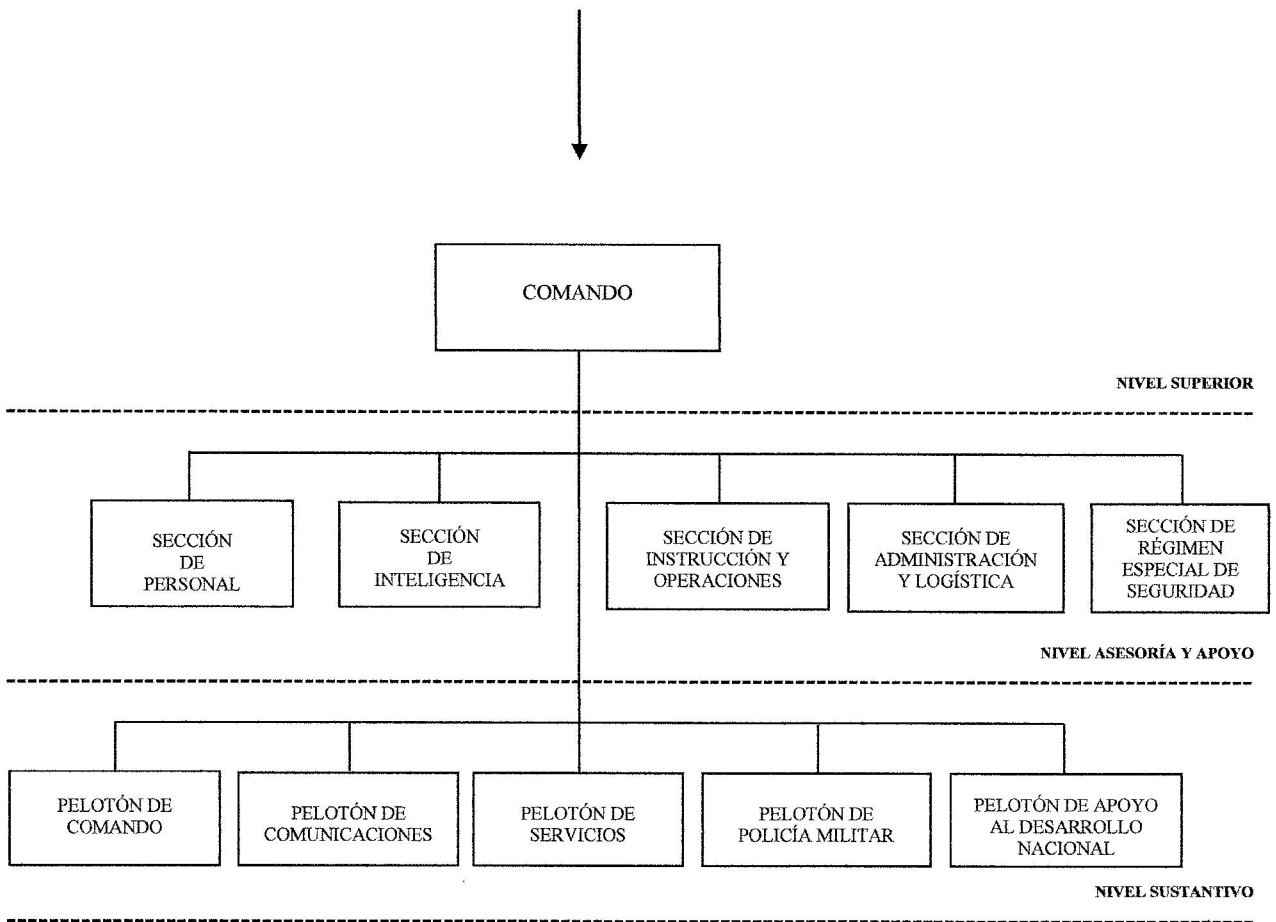 COMANDO
NIVEL SUPERIOR
SECCIÓN
DE
PERSONAL
SECCIÓN
DE
INTELIGENCIA
SECCIÓN DE
INSTRUCCIÓN Y
OPERACIONES
SECCIÓN DE
ADMINISTRACIÓN
Y LOGÍSTICA
SECCIÓN DE
RÉGIMEN
ESPECIAL DE
SEGURIDAD
NIVEL ASESORÍA Y APOYO
PELOTÓN DE
COMANDO
PELOTÓN DE
COMUNICACIONES
PELOTÓN DE
SERVICIOS
PELOTÓN DE
POLICÍA MILITAR
PELOTÓN DE APOYO
AL DESARROLLO
NACIONAL
NIVEL SUSTANTIVO